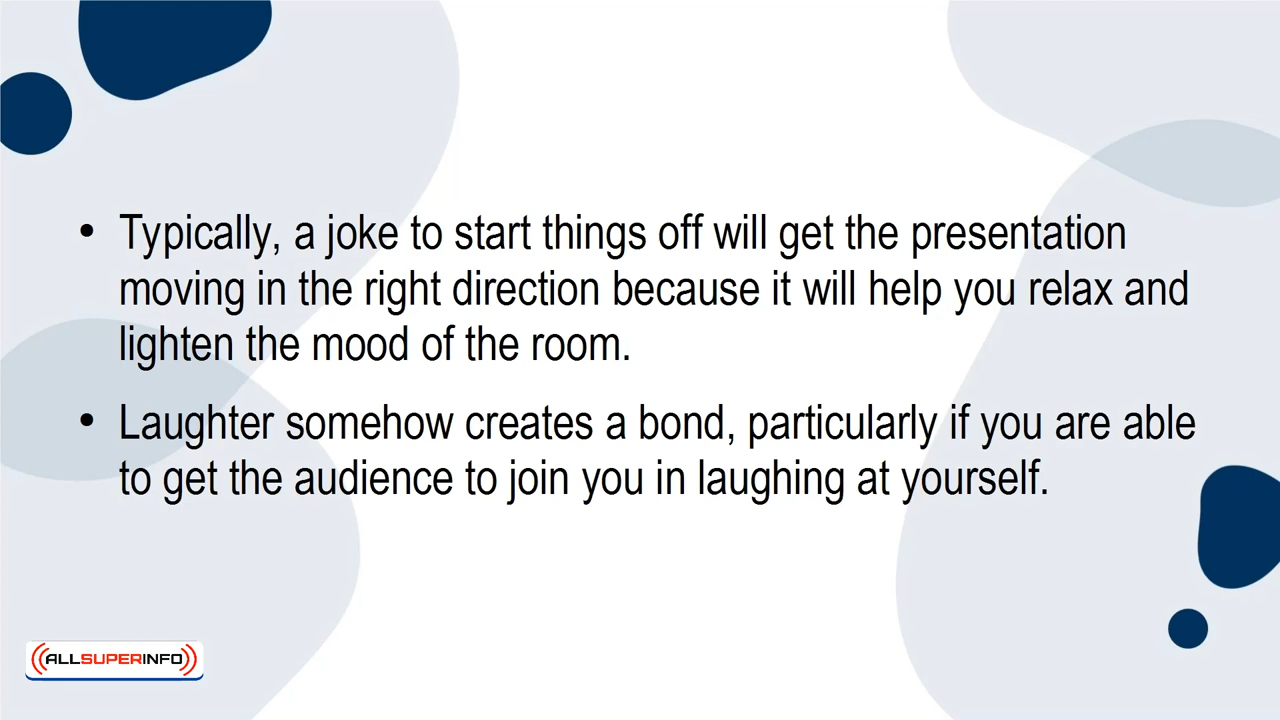 • Typically, a joke to start things off will get the presentation
moving in the right direction because it will help you relax and
lighten the mood of the room.
• Laughter somehow creates a bond, particularly if you are able
to get the audience to join you in laughing at yourself.
ALLSUPERINFO